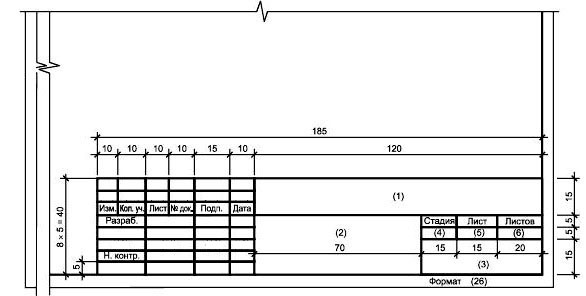 185
10 10 10 10 15 10 120
(1)
15
Изм. Кол. уч. Лист № док. Подп. Дата
8 × 5 = 40
Разраб. (2) Стадия Лист Листов 5
(4) (5) (6) 5
70 15 15 20
Н. контр. 15
5 (3)
Формат (26)